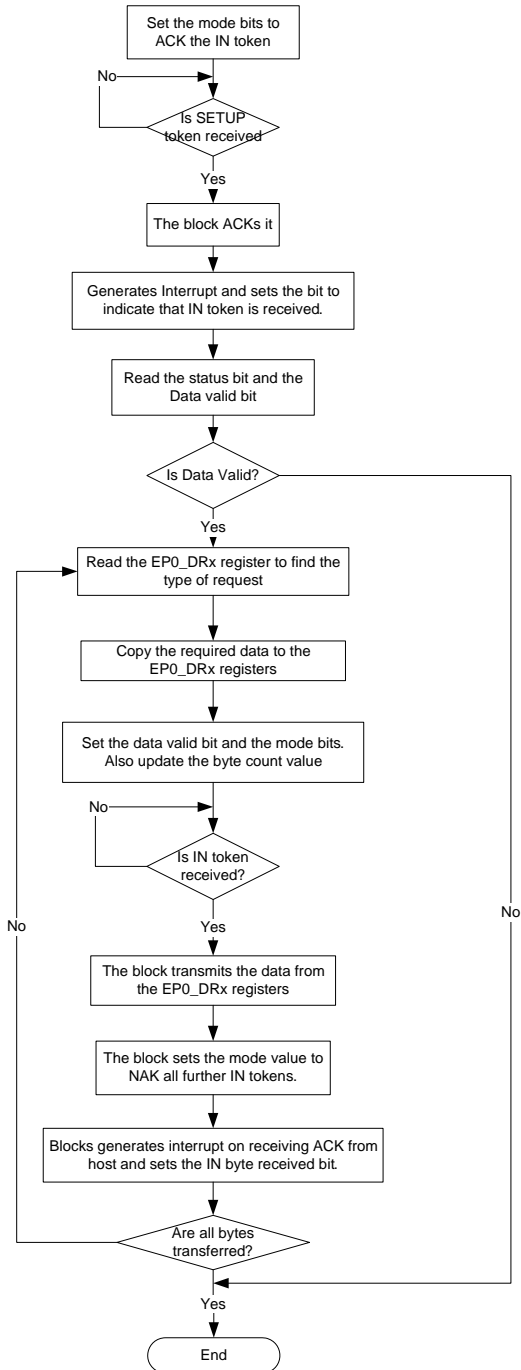 Set the mode bits to
ACK the IN token
No
Is SETUP
token received
Yes
The block ACKs it
Generates Interrupt and sets the bit to
indicate that IN token is received.
Read the status bit and the
Data valid bit
Is Data Valid?
Yes
Read the EP0_DRx register to find the
type of request
Copy the required data to the
EP0_DRx registers
Set the data valid bit and the mode bits.
Also update the byte count value
No
Is IN token
received?
No
No
Yes
The block transmits the data from
the EP0_DRx registers
The block sets the mode value to
NAK all further IN tokens.
Blocks generates interrupt on receiving ACK from
host and sets the IN byte received bit.
Are all bytes
transferred?
Yes
End